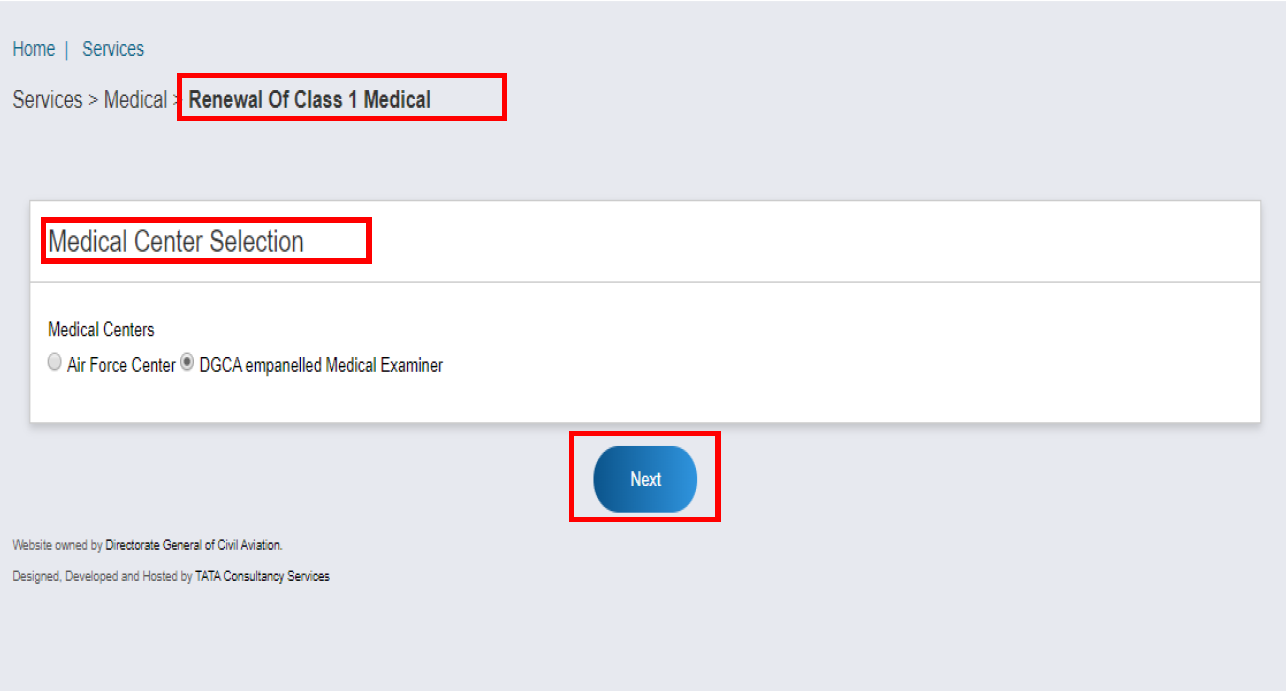 Home | Services
Services > Medical > Renewal Of Class 1 Medical
Medical Center Selection
Medical Centers
Air Force Center DGCA empanelled Medical Examiner
Next
Website owned by Directorate General of Civil Aviation.
Designed, Developed and Hosted by TATA Consultancy Services